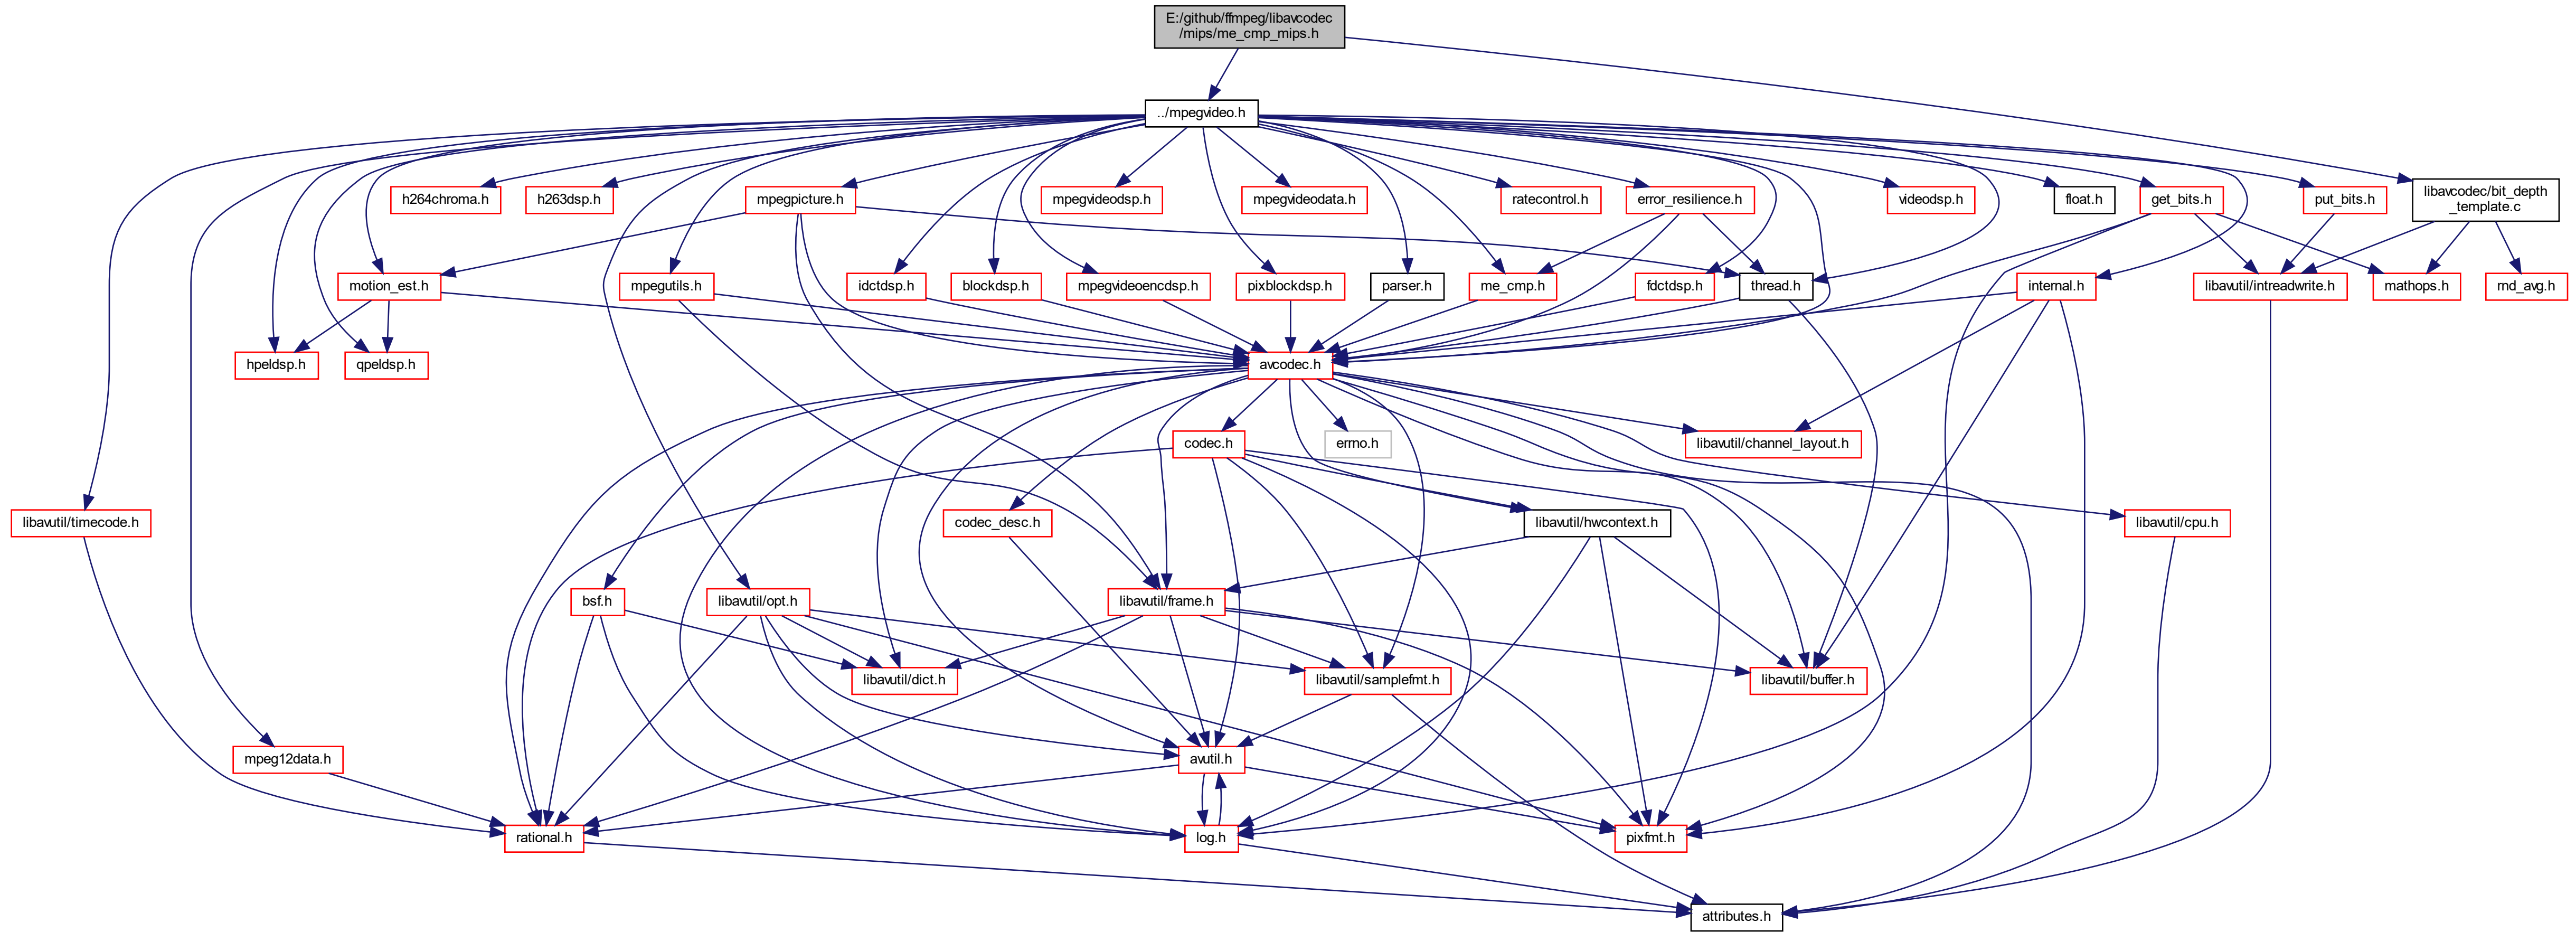 E:/github/ffmpeg/libavcodec
/mips/me_cmp_mips.h
../mpegvideo.h
h264chroma.h
h263dsp.h
mpegpicture.h
mpegvideodsp.h
mpegvideodata.h
ratecontrol.h
error_resilience.h
videodsp.h
float.h
get_bits.h
put_bits.h
libavcodec/bit_depth
_template.c
motion_est.h
mpegutils.h
idctdsp.h
blockdsp.h
mpegvideoencdsp.h
pixblockdsp.h
parser.h
me_cmp.h
fdctdsp.h
thread.h
internal.h
libavutil/intreadwrite.h
mathops.h
rnd_avg.h
hpeldsp.h
qpeldsp.h
avcodec.h
codec.h
errno.h
libavutil/channel_layout.h
libavutil/timecode.h
codec_desc.h
libavutil/hwcontext.h
libavutil/cpu.h
bsf.h
libavutil/opt.h
libavutil/frame.h
libavutil/dict.h
libavutil/samplefmt.h
libavutil/buffer.h
mpeg12data.h
avutil.h
rational.h
log.h
pixfmt.h
attributes.h